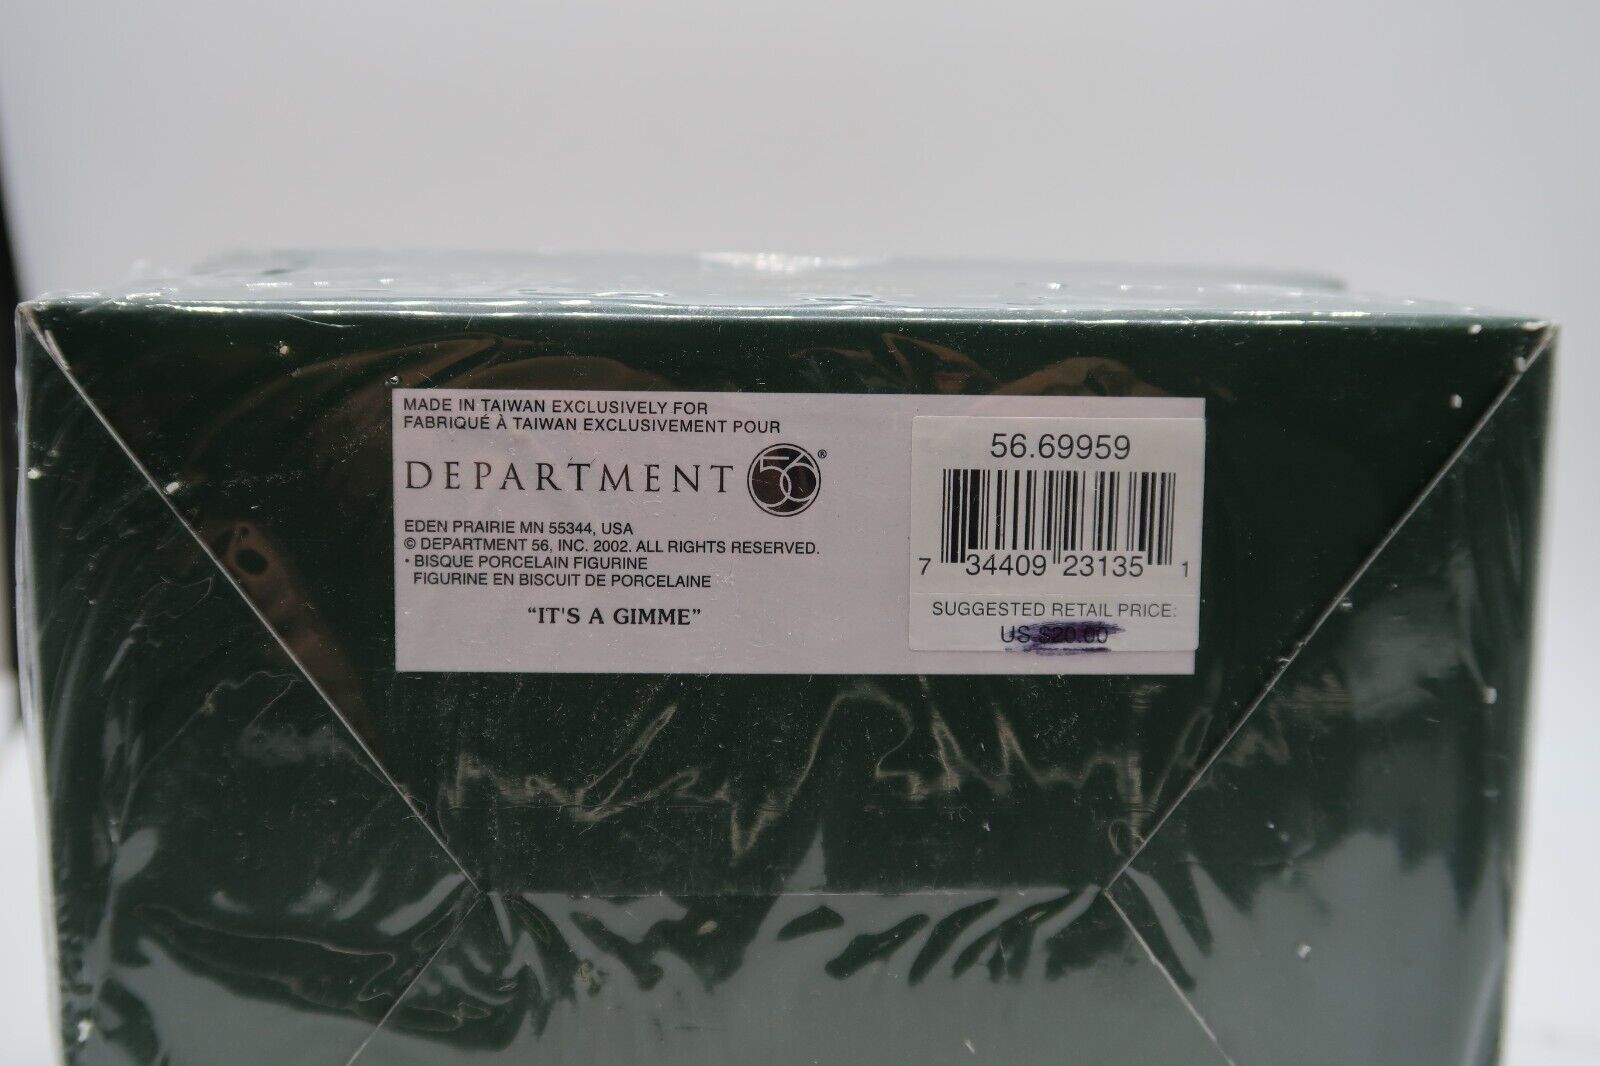 MADE IN TAIWAN EXCLUSIVELY FOR
FABRIQUÉ À TAIWAN EXCLUSIVEMENT POUR
DEPARTMENT 56®
EDEN PRAIRIE MN 55344, USA
© DEPARTMENT 56, INC. 2002. ALL RIGHTS RESERVED.
• BISQUE PORCELAIN FIGURINE
FIGURINE EN BISCUIT DE PORCELAINE
"IT'S A GIMME"
56.69959
7 34409 23135 1
SUGGESTED RETAIL PRICE:
US $20.00